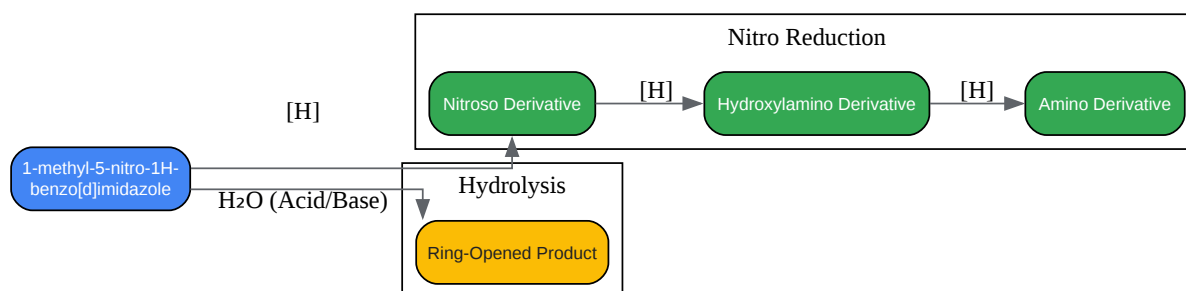 Nitro Reduction
Nitroso Derivative
[H]
Hydroxylamino Derivative
[H]
Amino Derivative
[H]
1-methyl-5-nitro-1H-
benzo[d]imidazole
H₂O (Acid/Base)
Hydrolysis
Ring-Opened Product